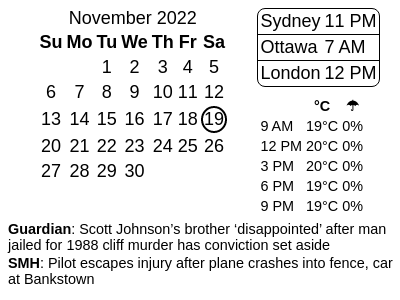 November 2022
Su Mo Tu We Th Fr Sa
1 2 3 4 5
6 7 8 9 10 11 12
13 14 15 16 17 18 19
20 21 22 23 24 25 26
27 28 29 30
Sydney 11 PM
Ottawa 7 AM
London 12 PM
°C ☂
9 AM 19°C 0%
12 PM 20°C 0%
3 PM 20°C 0%
6 PM 19°C 0%
9 PM 19°C 0%
Guardian: Scott Johnson’s brother ‘disappointed’ after man
jailed for 1988 cliff murder has conviction set aside
SMH: Pilot escapes injury after plane crashes into fence, car
at Bankstown